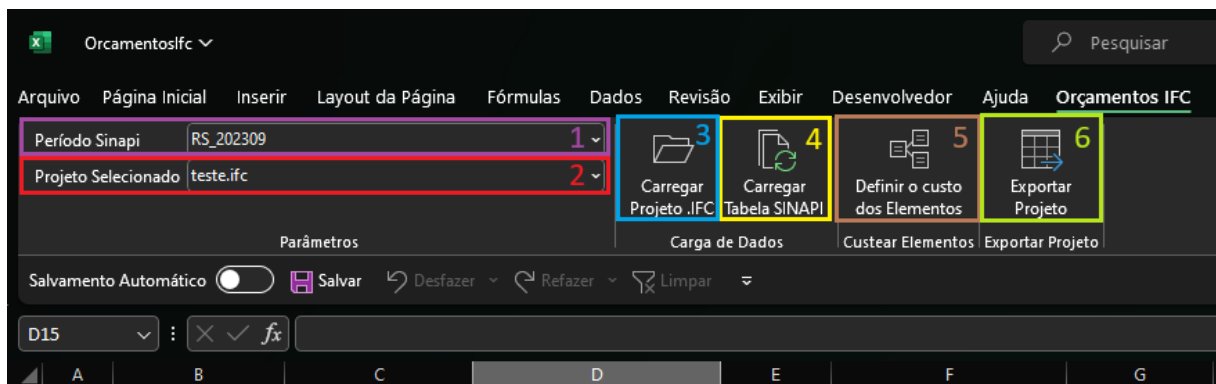 OrcamentosIfc
Pesquisar
Arquivo Página Inicial Inserir Layout da Página Fórmulas Dados Revisão Exibir Desenvolvedor Ajuda Orçamentos IFC
Período Sinapi RS_202309 1
Projeto Selecionado teste.ifc 2
3 4 5 6
Carregar Carregar Definir o custo Exportar
Projeto .IFC Tabela SINAPI dos Elementos Projeto
Parâmetros Carga de Dados Custear Elementos Exportar Projeto
Salvamento Automático Salvar Desfazer Refazer Limpar
D15 fx
A B C D E F G